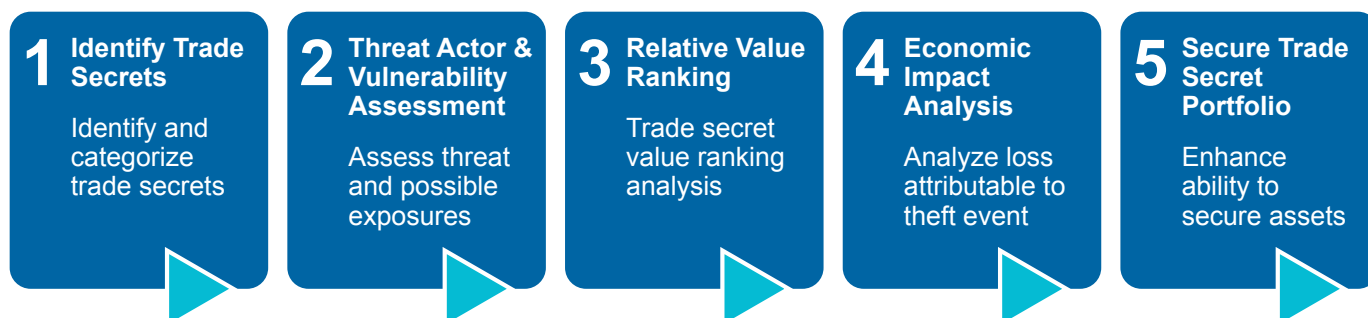 1
Identify Trade
Secrets
Identify and
categorize
trade secrets
2
Threat Actor &
Vulnerability
Assessment
Assess threat
and possible
exposures
3
Relative Value
Ranking
Trade secret
value ranking
analysis
4
Economic
Impact
Analysis
Analyze loss
attributable to
theft event
5
Secure Trade
Secret
Portfolio
Enhance
ability to
secure assets